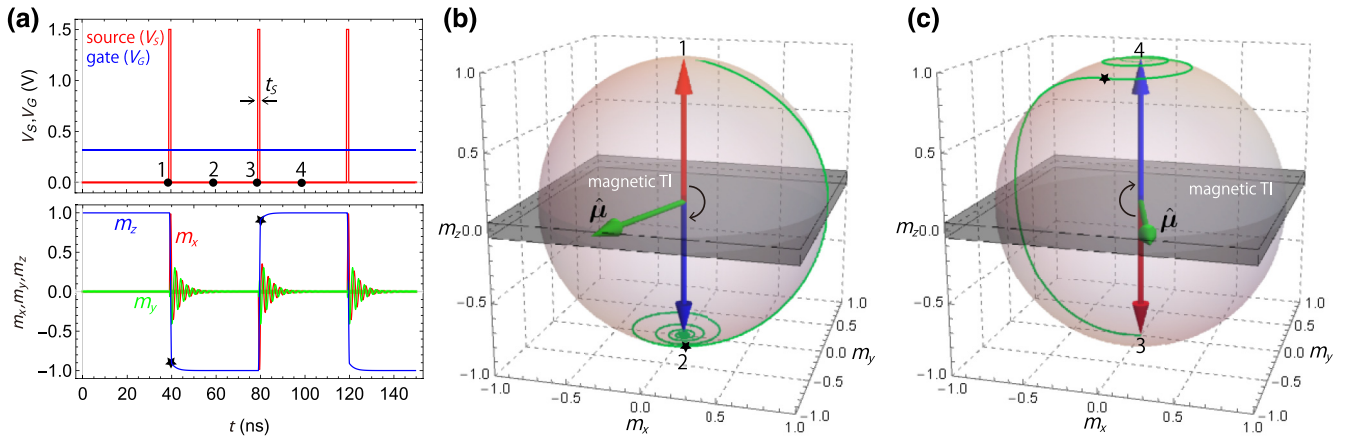 (a)
source (V_S)
gate (V_G)
V_S,V_G (V)
1.5
1.0
0.5
0.0
t_S
1 2 3 4
m_x,m_y,m_z
1.0
0.5
0.0
−0.5
−1.0
m_z
m_x
m_y
0 20 40 60 80 100 120 140
t (ns)
(b)
1
magnetic TI
μ̂
2
m_z
1.0
0.5
0.0
−0.5
−1.0
−1.0
−0.5
0.0
0.5
1.0
m_x
−1.0
−0.5
0.0
0.5
1.0
m_y
(c)
4
magnetic TI
μ̂
3
m_z
1.0
0.5
0.0
−0.5
−1.0
−1.0
−0.5
0.0
0.5
1.0
m_x
−1.0
−0.5
0.0
0.5
1.0
m_y